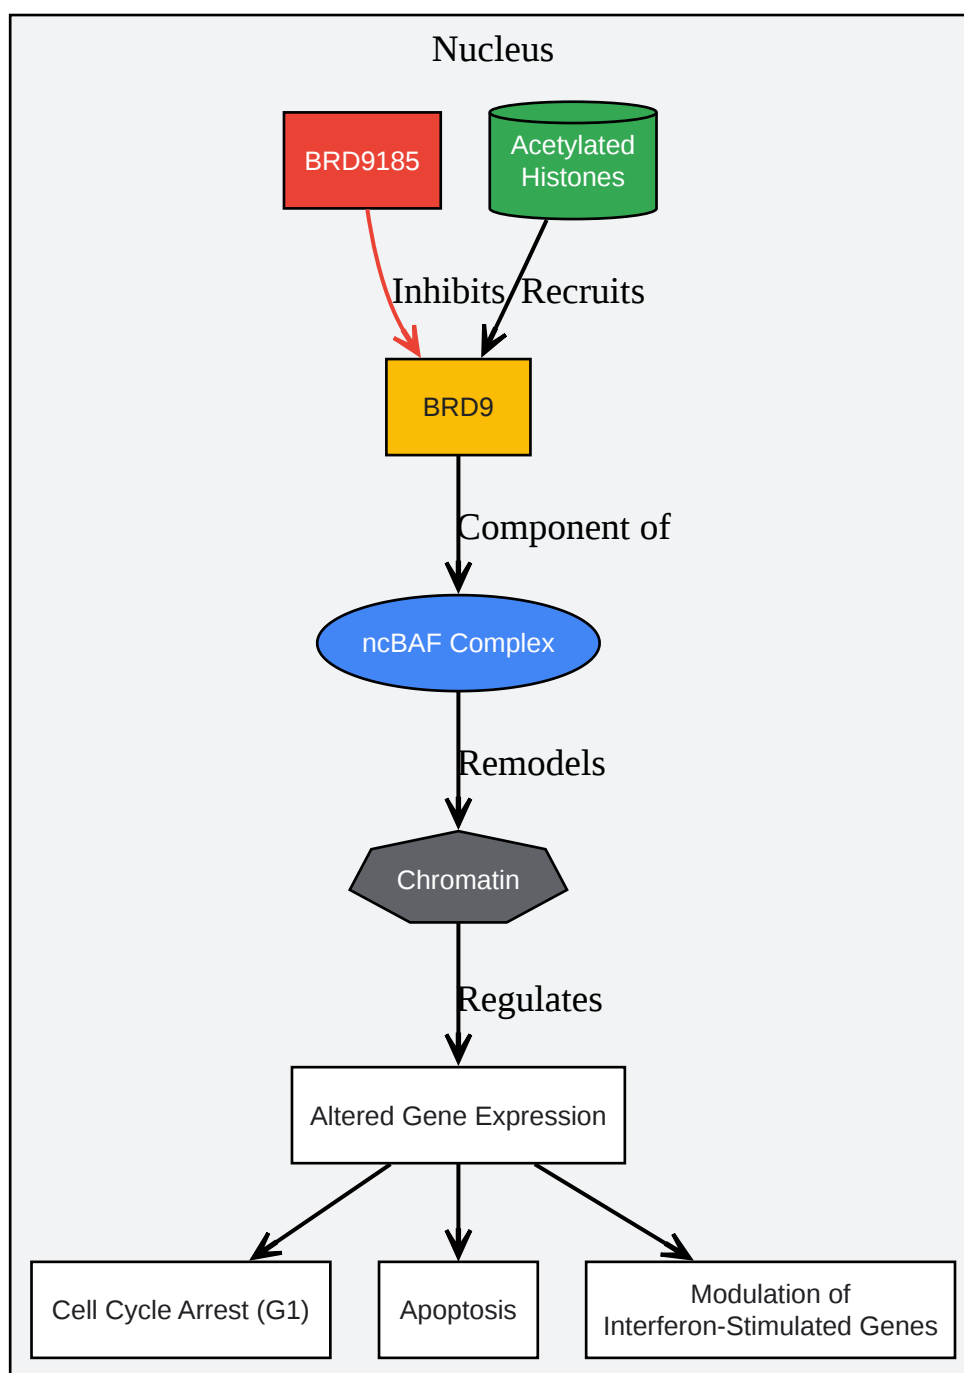 Nucleus
BRD9185
Acetylated
Histones
Inhibits
Recruits
BRD9
Component of
ncBAF Complex
Remodels
Chromatin
Regulates
Altered Gene Expression
Cell Cycle Arrest (G1)
Apoptosis
Modulation of
Interferon-Stimulated Genes